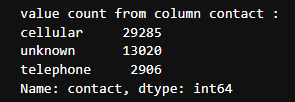 value count from column contact :
cellular     29285
unknown      13020
telephone     2906
Name: contact, dtype: int64